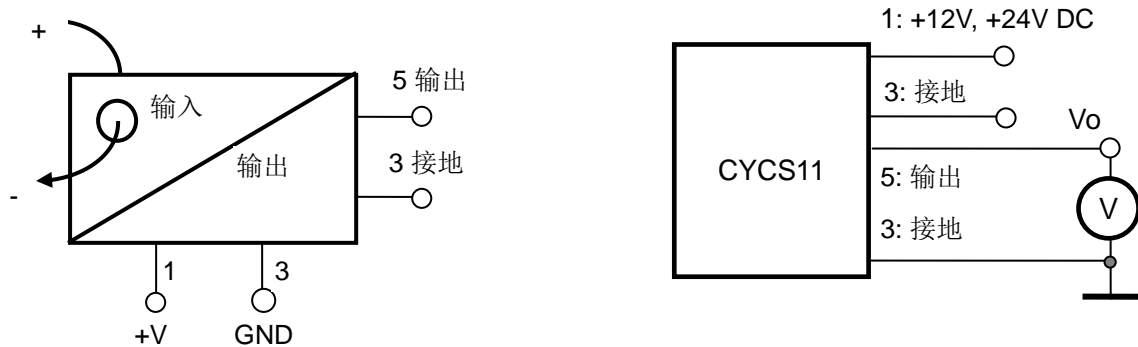 +
输入
输出
-
5 输出
3 接地
1
3
+V
GND
1: +12V, +24V DC
3: 接地
CYCS11
Vo
5: 输出
V
3: 接地